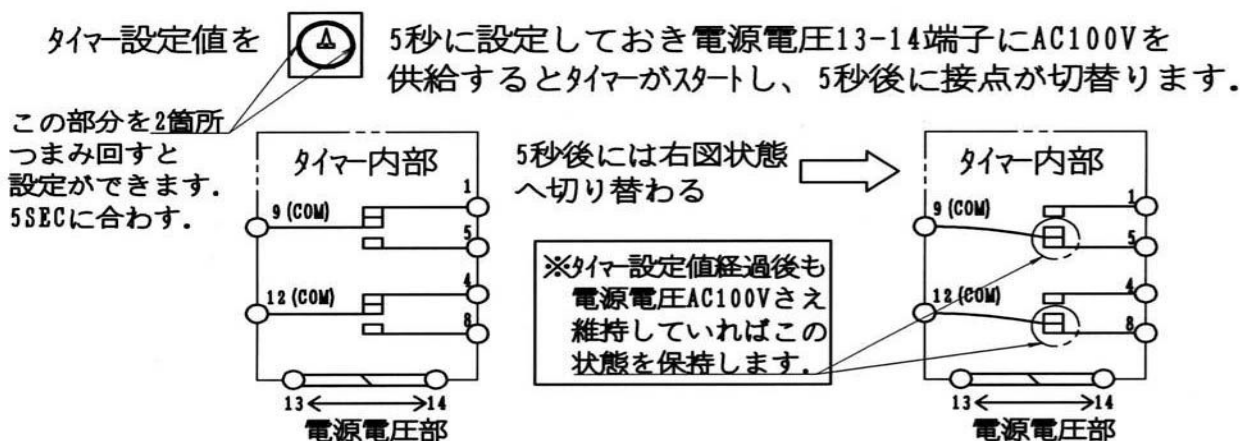 タイマー設定値を
5秒に設定しておき電源電圧13-14端子にAC100Vを
供給するとタイマーがスタートし、5秒後に接点が切替ります.
この部分を2箇所
つまみ回すと
設定ができます.
5SECに合わす.
タイマー内部
1
9(COM)
5
4
12(COM)
8
13
14
電源電圧部
5秒後には右図状態
へ切り替わる
※タイマー設定値経過後も
電源電圧AC100Vさえ
維持していればこの
状態を保持します.
タイマー内部
1
9(COM)
5
4
12(COM)
8
13
14
電源電圧部